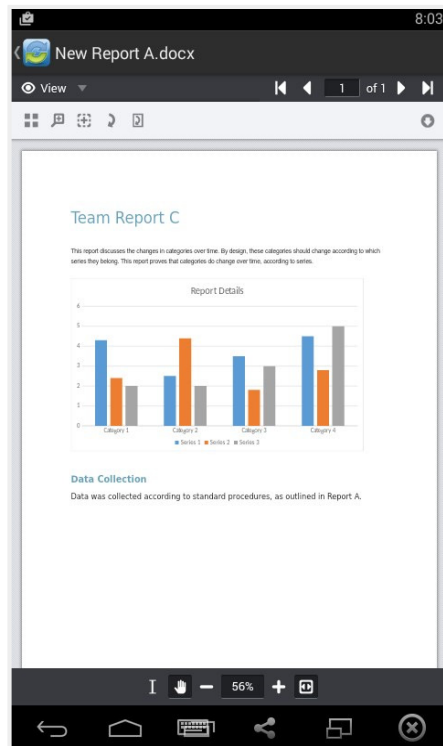 8:03
New Report A.docx
View
1 of 1
Team Report C
This report discusses the changes in categories over time. By design, these categories should change according to which
series they belong. This report proves that categories do change over time, according to series.
Report Details
6
5
4
3
2
1
0
Category 1 Category 2 Category 3 Category 4
Series 1 Series 2 Series 3
Data Collection
Data was collected according to standard procedures, as outlined in Report A.
56%